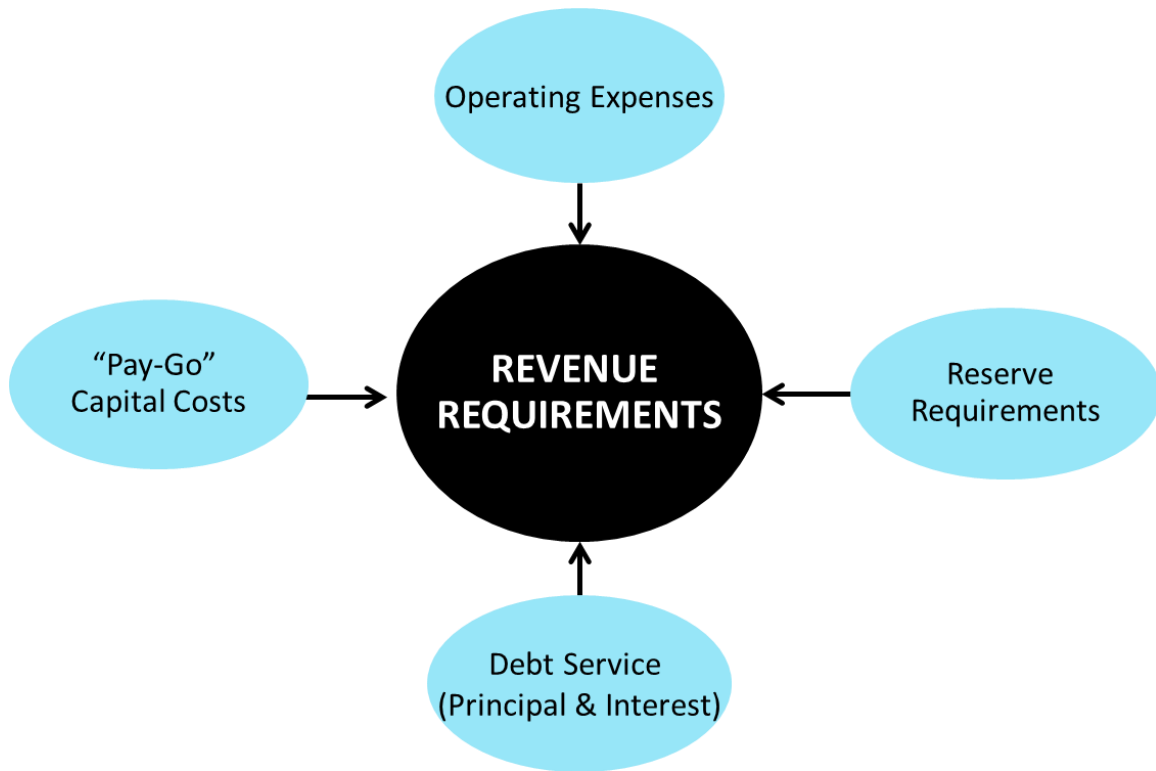 Operating Expenses
“Pay-Go”
Capital Costs
REVENUE
REQUIREMENTS
Reserve
Requirements
Debt Service
(Principal & Interest)